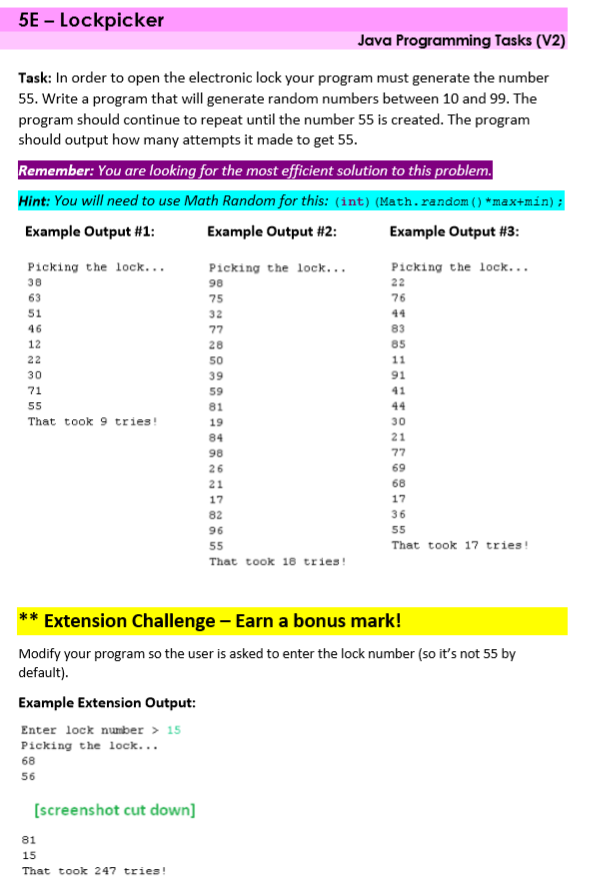 5E – Lockpicker
Java Programming Tasks (V2)
Task: In order to open the electronic lock your program must generate the number
55. Write a program that will generate random numbers between 10 and 99. The
program should continue to repeat until the number 55 is created. The program
should output how many attempts it made to get 55.
Remember: You are looking for the most efficient solution to this problem.
Hint: You will need to use Math Random for this: (int) (Math.random()*max+min);
Example Output #1:
Picking the lock...
38
63
51
46
12
22
30
71
55
That took 9 tries!
Example Output #2:
Picking the lock...
98
75
32
77
28
50
39
59
81
19
84
98
26
21
17
82
96
55
That took 18 tries!
Example Output #3:
Picking the lock...
22
76
44
83
85
11
91
41
44
30
21
77
69
68
17
36
55
That took 17 tries!
** Extension Challenge – Earn a bonus mark!
Modify your program so the user is asked to enter the lock number (so it's not 55 by
default).
Example Extension Output:
Enter lock number > 15
Picking the lock...
68
56
[screenshot cut down]
81
15
That took 247 tries!